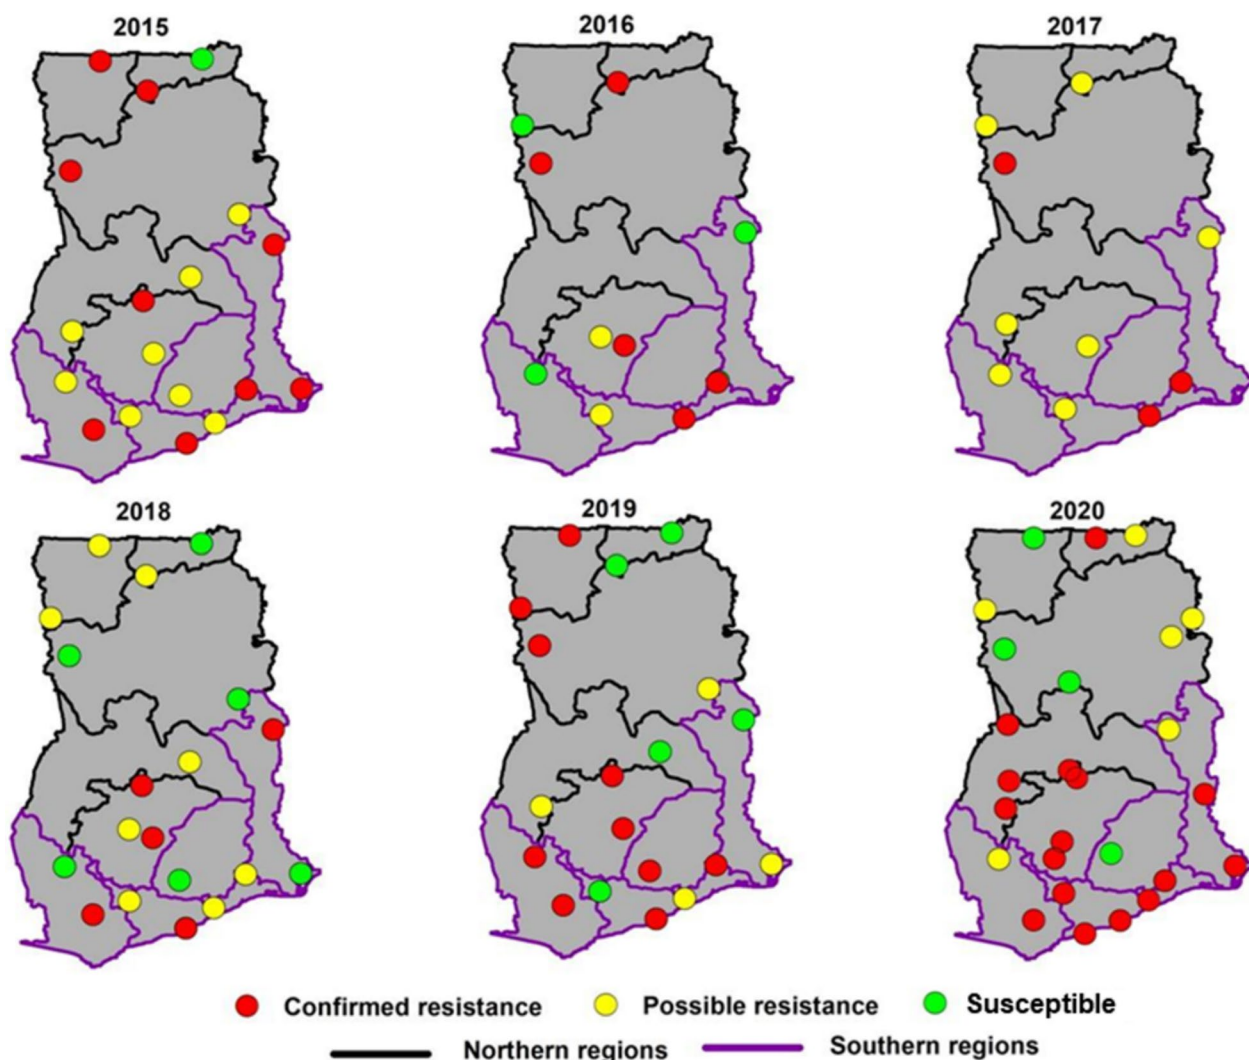 2015
2016
2017
2018
2019
2020
Confirmed resistance
Possible resistance
Susceptible
Northern regions
Southern regions